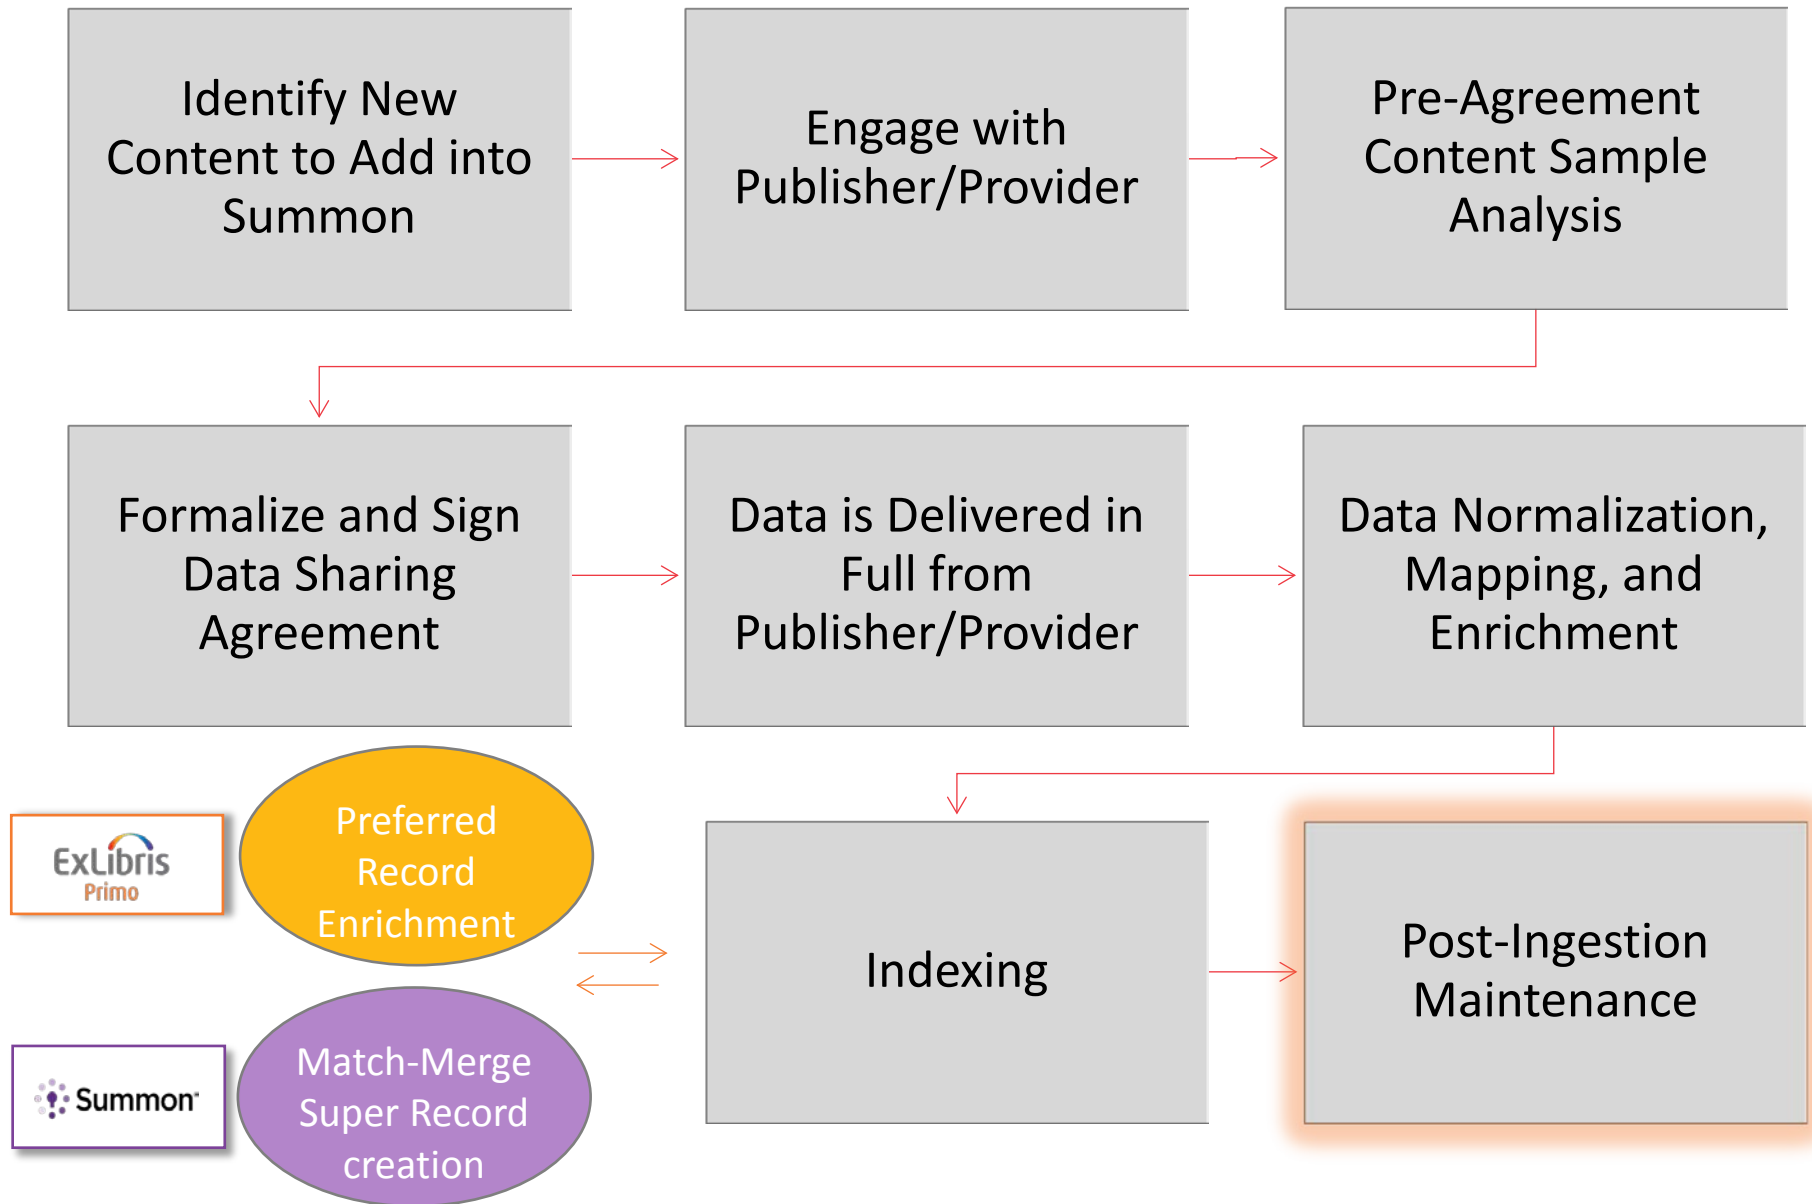 Identify New
Content to Add into
Summon
Engage with
Publisher/Provider
Pre-Agreement
Content Sample
Analysis
Formalize and Sign
Data Sharing
Agreement
Data is Delivered in
Full from
Publisher/Provider
Data Normalization,
Mapping, and
Enrichment
ExLibris
Primo
Preferred
Record
Enrichment
Summon
Match-Merge
Super Record
creation
Indexing
Post-Ingestion
Maintenance